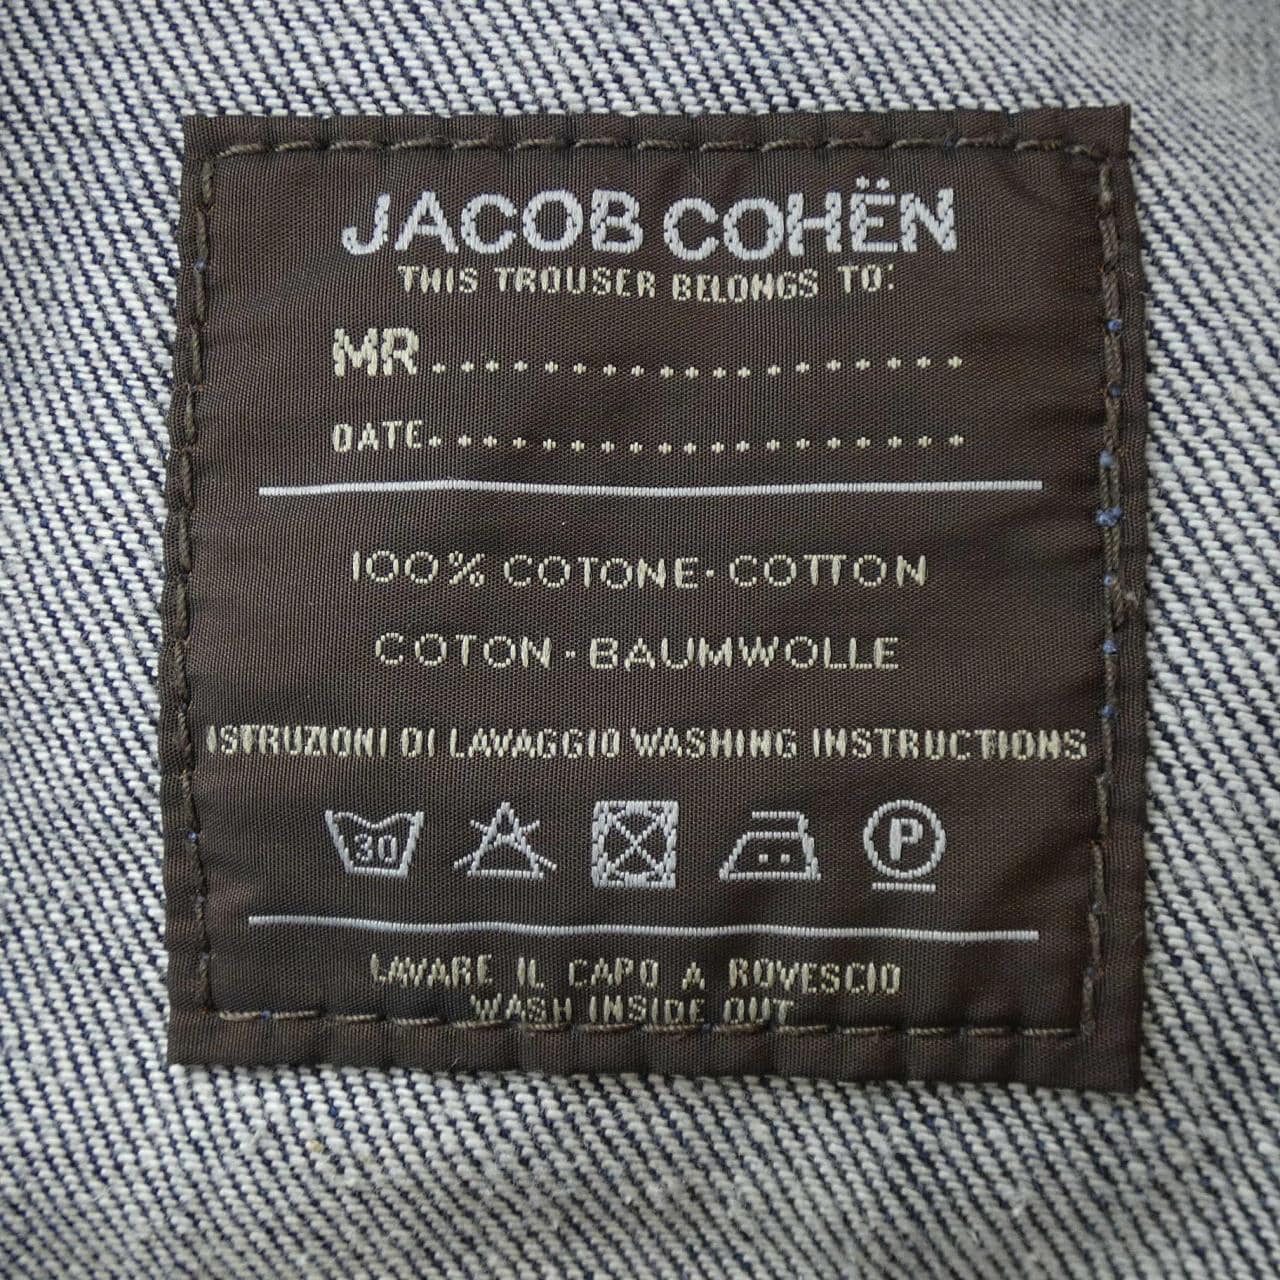 JACOB COHËN
THIS TROUSER BELONGS TO:
MR...................
DATE...................
100% COTONE·COTTON
COTON·BAUMWOLLE
ISTRUZIONI DI LAVAGGIO WASHING INSTRUCTIONS
30 P
LAVARE IL CAPO A ROVESCIO
WASH INSIDE OUT